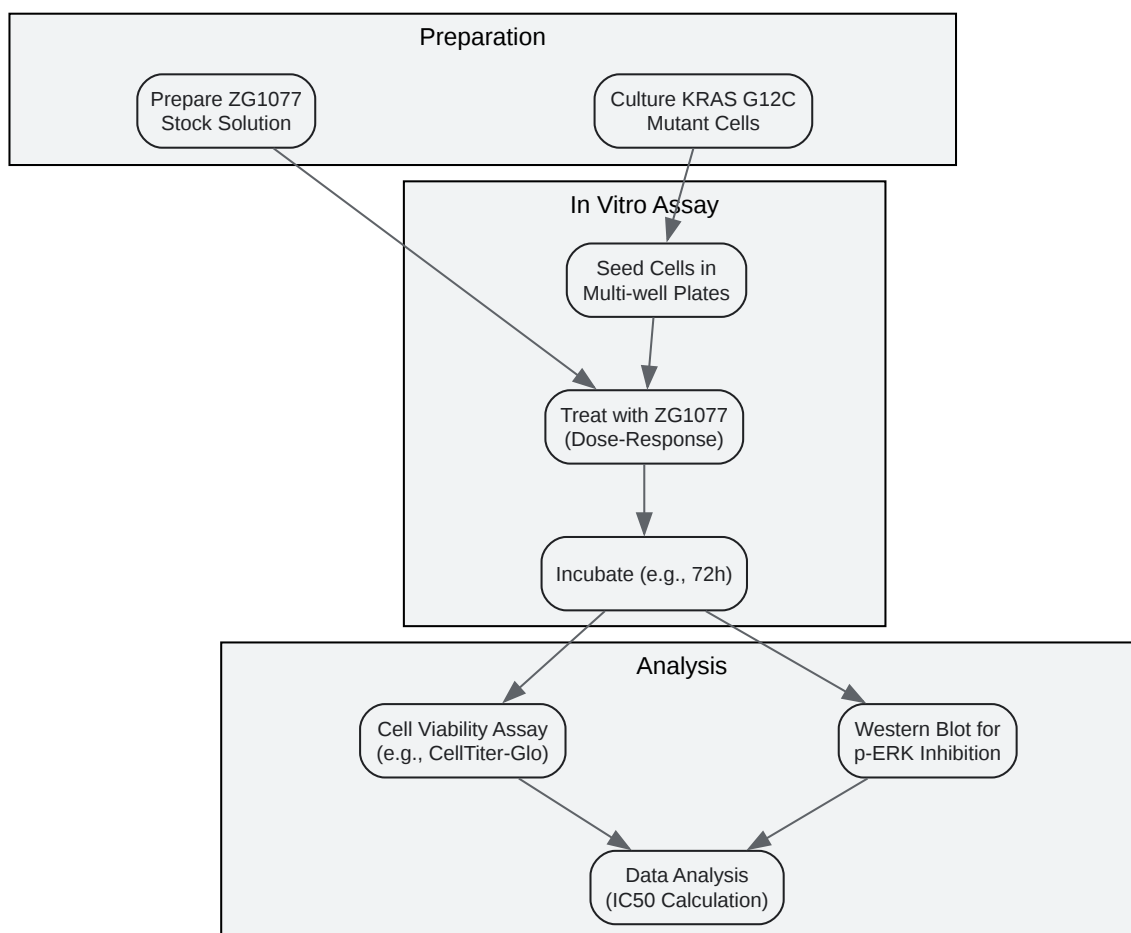 Preparation
Prepare ZG1077
Stock Solution
Culture KRAS G12C
Mutant Cells
In Vitro Assay
Seed Cells in
Multi-well Plates
Treat with ZG1077
(Dose-Response)
Incubate (e.g., 72h)
Analysis
Cell Viability Assay
(e.g., CellTiter-Glo)
Western Blot for
p-ERK Inhibition
Data Analysis
(IC50 Calculation)